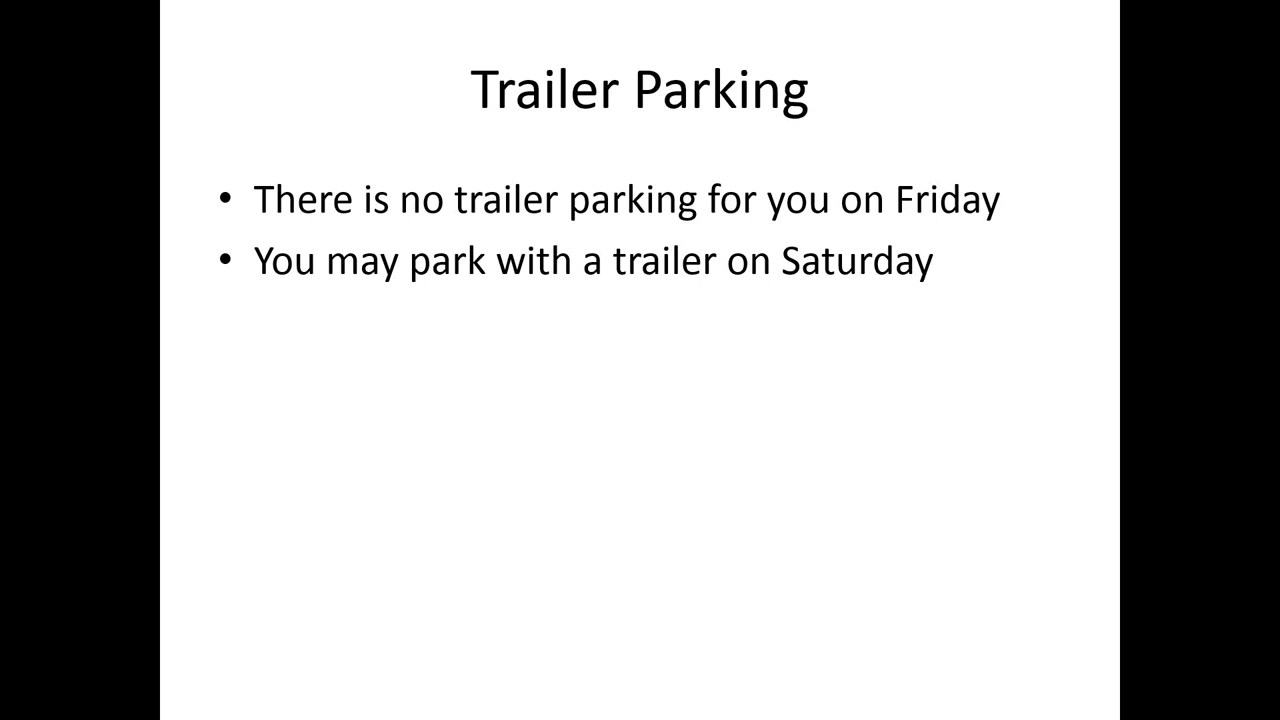 Trailer Parking
• There is no trailer parking for you on Friday
• You may park with a trailer on Saturday